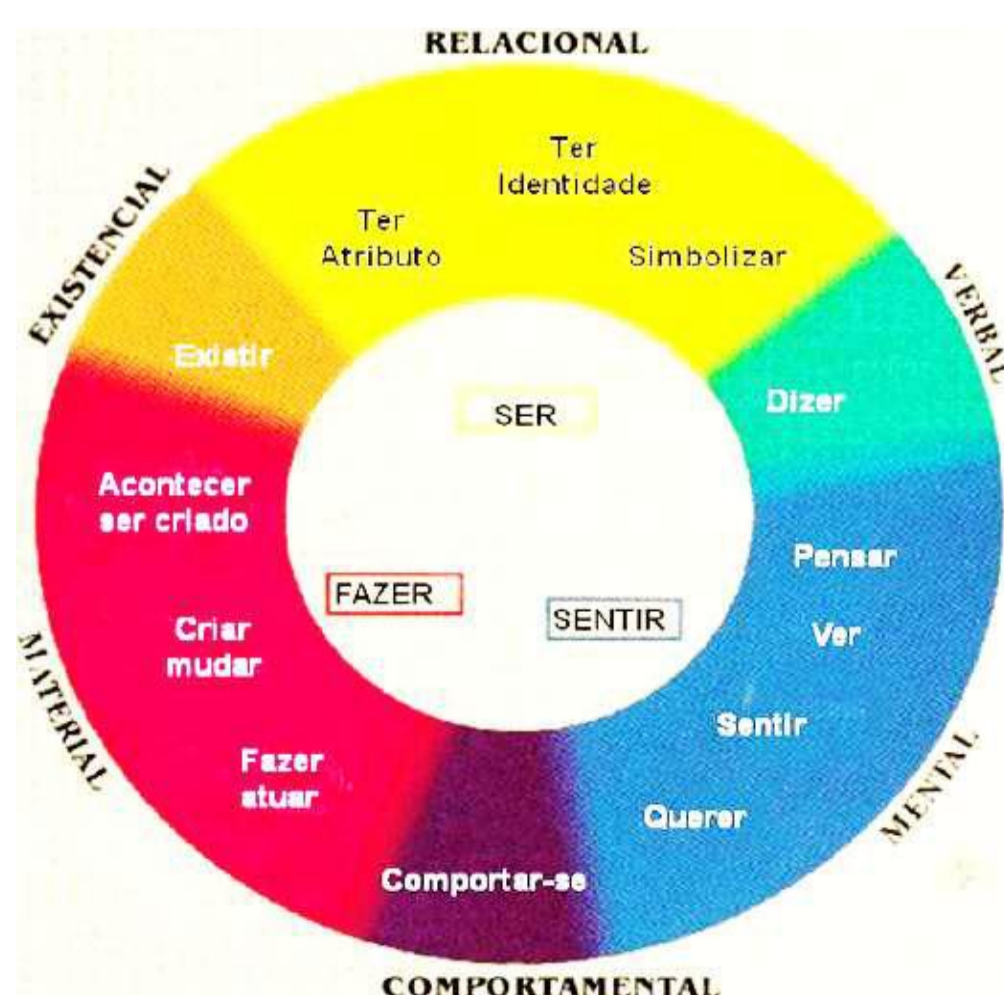 RELACIONAL
Ter
Identidade
Ter
Atributo
Simbolizar
EXISTENCIAL
Existir
VERBAL
Dizer
SER
Acontecer
ser criado
Pensar
FAZER
SENTIR
Ver
Criar
mudar
MATERIAL
Sentir
Fazer
atuar
Querer
MENTAL
Comportar-se
COMPORTAMENTAL